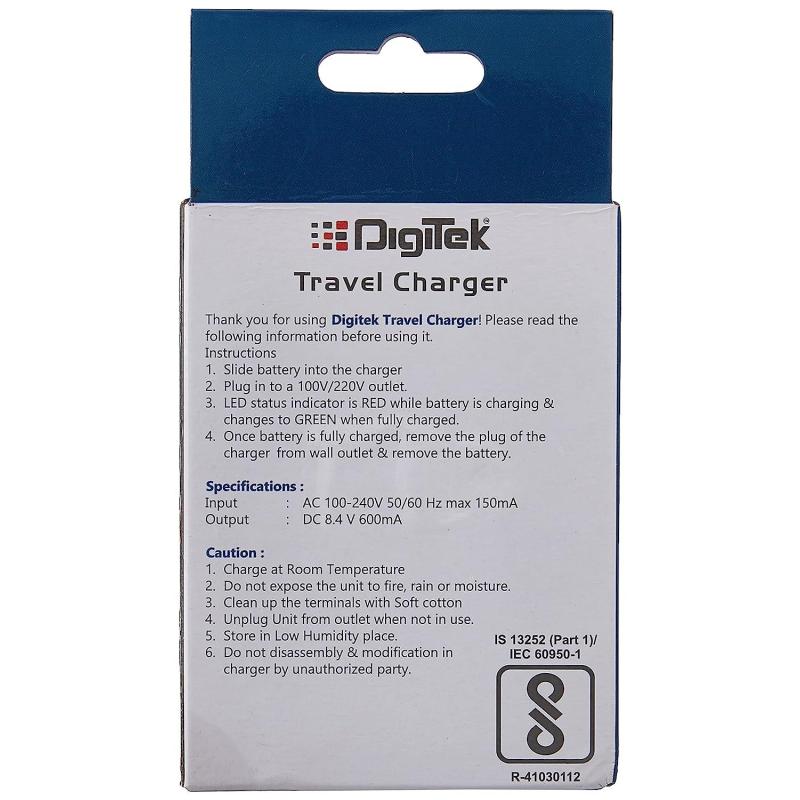 DigiTek™
Travel Charger
Thank you for using Digitek Travel Charger! Please read the
following information before using it.
Instructions
1. Slide battery into the charger
2. Plug in to a 100V/220V outlet.
3. LED status indicator is RED while battery is charging &
changes to GREEN when fully charged.
4. Once battery is fully charged, remove the plug of the
charger from wall outlet & remove the battery.
Specifications :
Input : AC 100-240V 50/60 Hz max 150mA
Output : DC 8.4 V 600mA
Caution :
1. Charge at Room Temperature
2. Do not expose the unit to fire, rain or moisture.
3. Clean up the terminals with Soft cotton
4. Unplug Unit from outlet when not in use.
5. Store in Low Humidity place.
6. Do not disassembly & modification in
charger by unauthorized party.
IS 13252 (Part 1)/
IEC 60950-1
R-41030112